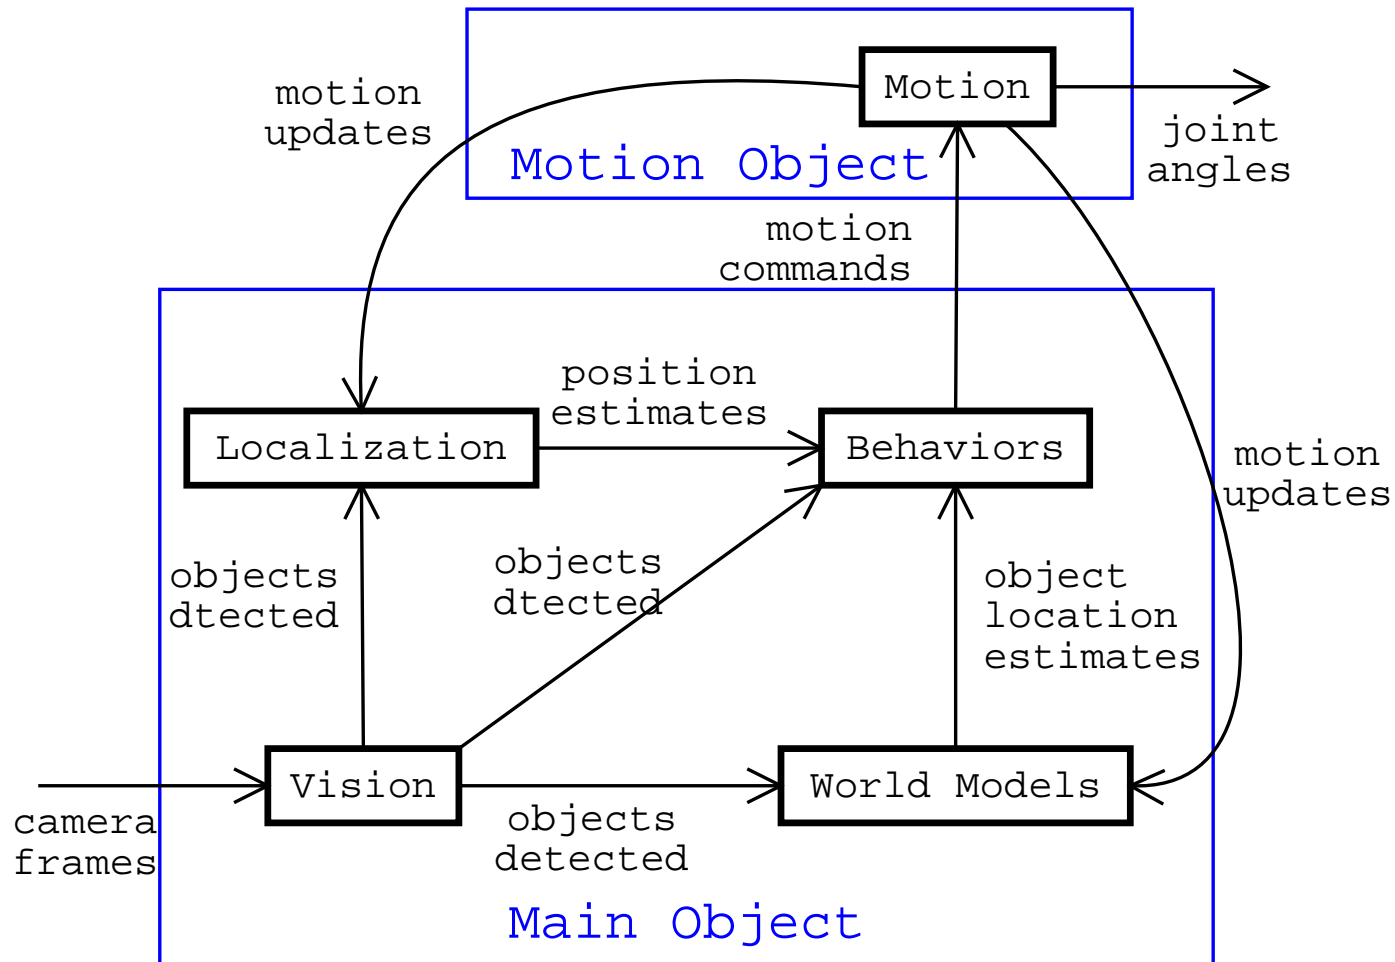 Motion
motion
updates
joint
angles
Motion Object
motion
commands
position
estimates
Localization
Behaviors
motion
updates
objects
dtected
objects
dtected
object
location
estimates
Vision
World Models
camera
frames
objects
detected
Main Object